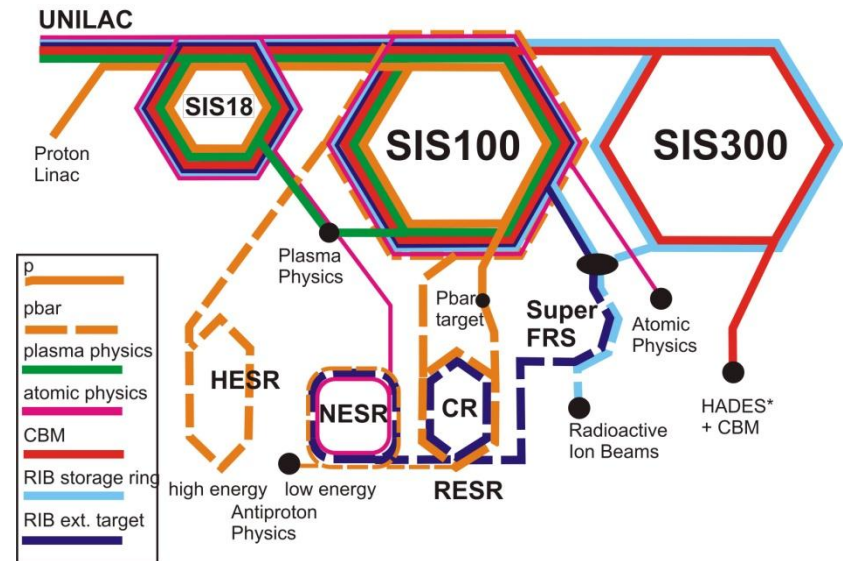 UNILAC
SIS18
SIS100
SIS300
Proton
Linac
Plasma
Physics
Pbar
target
Super
FRS
Atomic
Physics
HESR
NESR
CR
RESR
HADES*
+ CBM
Radioactive
Ion Beams
high energy
low energy
Antiproton
Physics
p
pbar
plasma physics
atomic physics
CBM
RIB storage ring
RIB ext. target